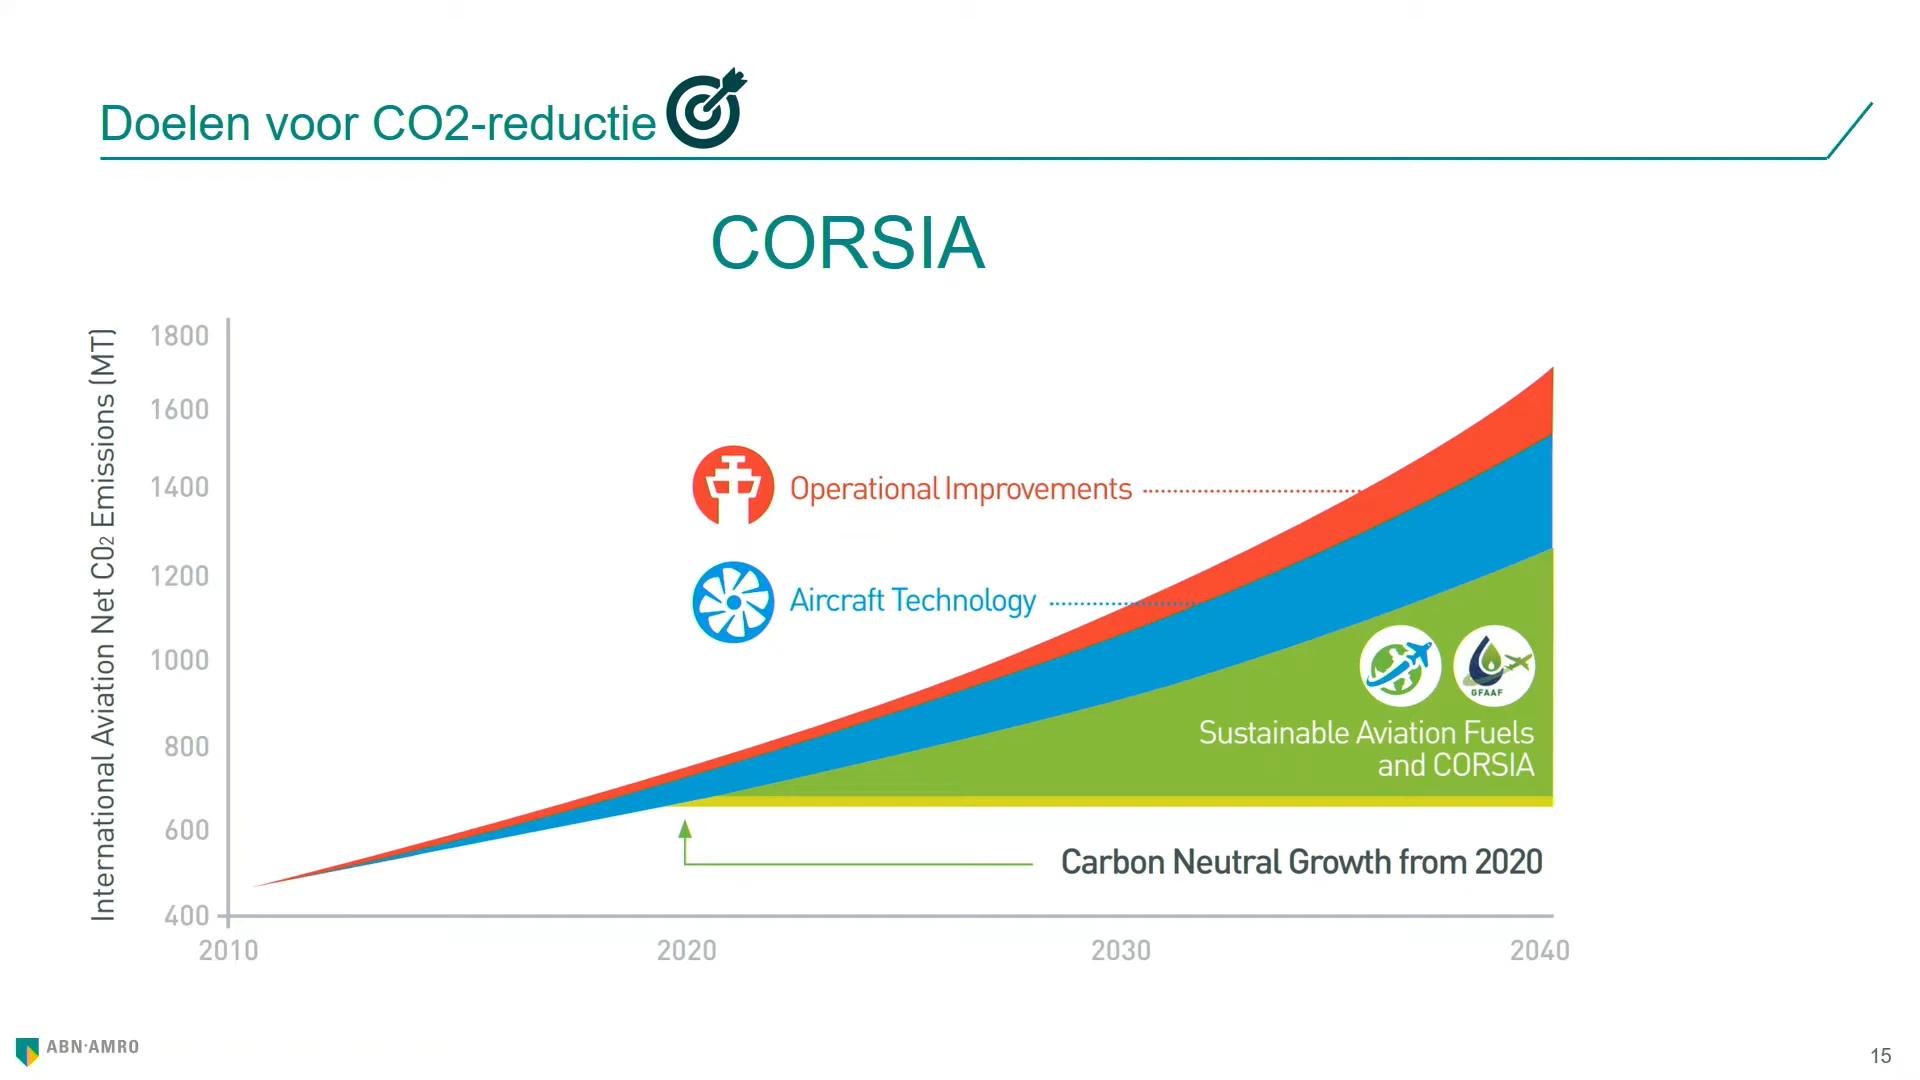 Doelen voor CO2-reductie
CORSIA
International Aviation Net CO₂ Emissions (MT)
1800
1600
1400
1200
1000
800
600
400
Operational Improvements
Aircraft Technology
GFAAF
Sustainable Aviation Fuels
and CORSIA
Carbon Neutral Growth from 2020
2010 2020 2030 2040
ABN·AMRO
15